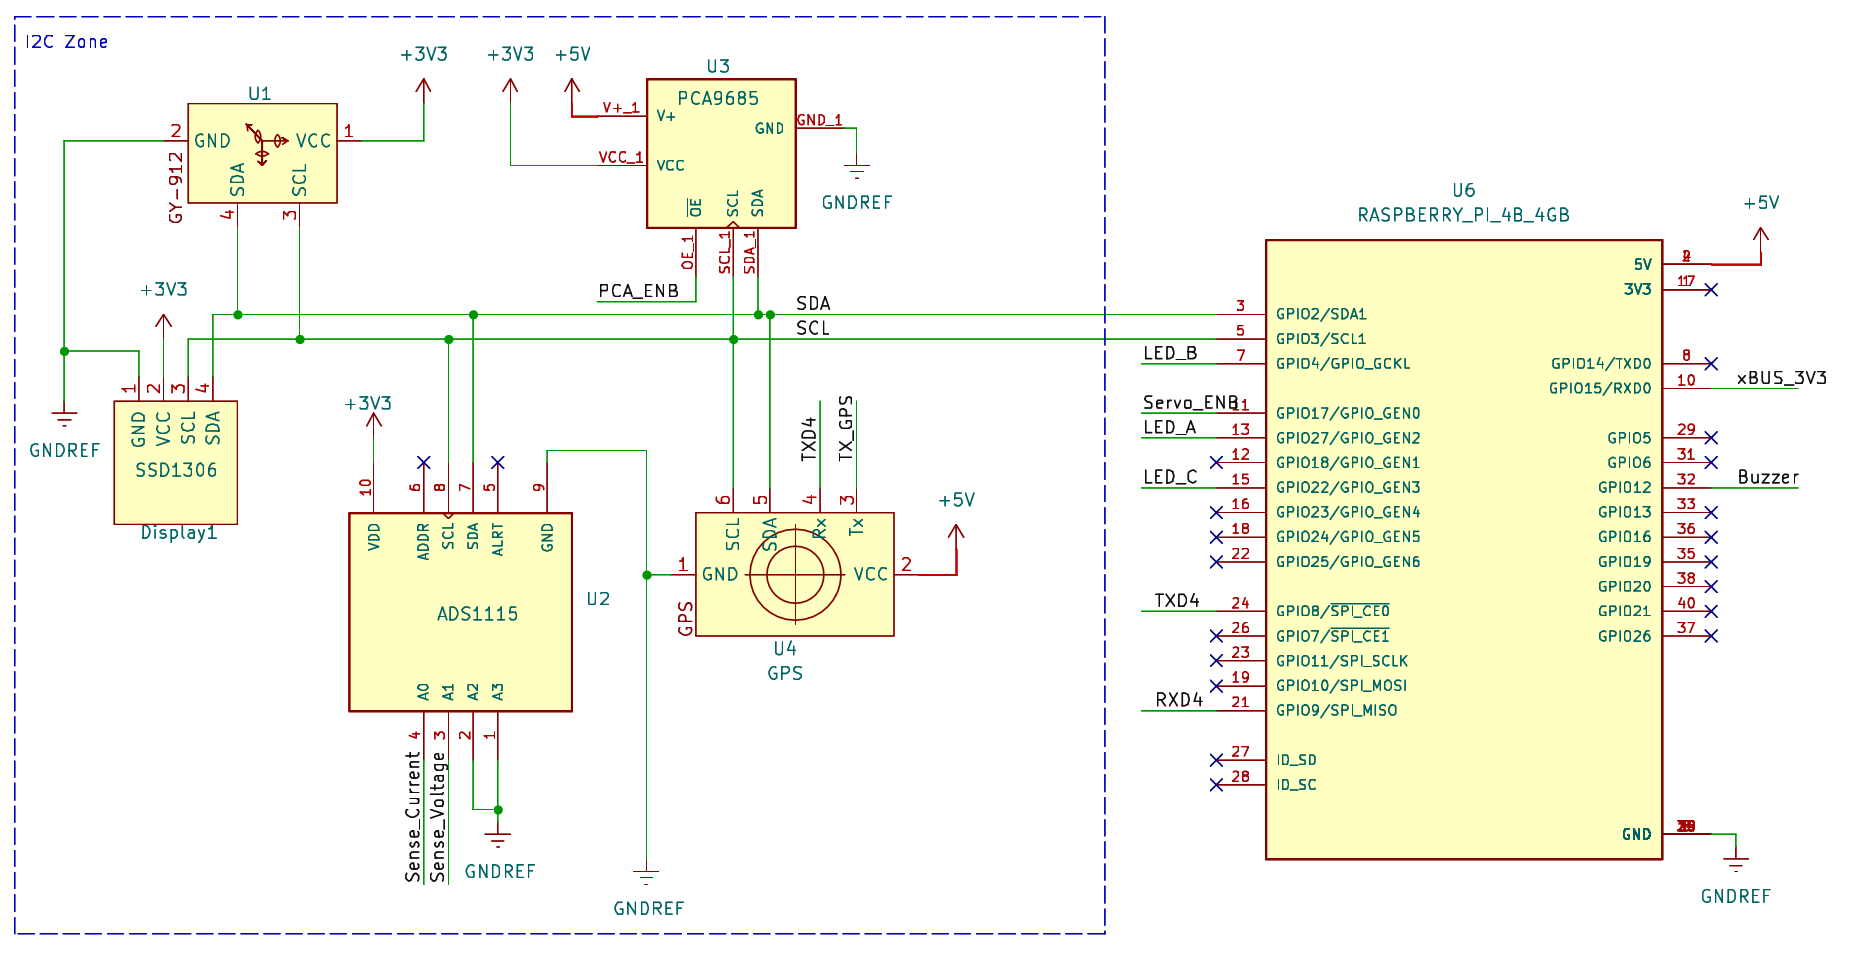 I2C Zone
+3V3
+3V3
+5V
U1
2
GND
VCC
1
SDA
SCL
GY-912
4
3
U3
PCA9685
V+_1
V+
GND
GND_1
VCC_1
VCC
OE
SCL
SDA
OE_1
SCL_1
SDA_1
GNDREF
PCA_ENB
SDA
SCL
+3V3
1
2
3
4
GND
VCC
SCL
SDA
SSD1306
Display1
GNDREF
+3V3
10
6
8
7
5
9
VDD
ADDR
SCL
SDA
ALRT
GND
ADS1115
U2
A0
A1
A2
A3
4
3
2
1
Sense_Current
Sense_Voltage
GNDREF
GNDREF
TXD4
TX_GPS
6
5
4
3
SCL
SDA
Rx
Tx
1
GND
VCC
2
+5V
GPS
U4
GPS
U6
RASPBERRY_PI_4B_4GB
+5V
5V
3V3
17
3
GPIO2/SDA1
5
GPIO3/SCL1
LED_B
7
GPIO4/GPIO_GCKL
GPIO14/TXD0
8
GPIO15/RXD0
10
xBUS_3V3
Servo_ENB
11
GPIO17/GPIO_GEN0
LED_A
13
GPIO27/GPIO_GEN2
GPIO5
29
12
GPIO18/GPIO_GEN1
GPIO6
31
LED_C
15
GPIO22/GPIO_GEN3
GPIO12
32
Buzzer
16
GPIO23/GPIO_GEN4
GPIO13
33
18
GPIO24/GPIO_GEN5
GPIO16
36
22
GPIO25/GPIO_GEN6
GPIO19
35
GPIO20
38
TXD4
24
GPIO8/SPI_CE0
GPIO21
40
26
GPIO7/SPI_CE1
GPIO26
37
23
GPIO11/SPI_SCLK
19
GPIO10/SPI_MOSI
RXD4
21
GPIO9/SPI_MISO
27
ID_SD
28
ID_SC
GND
GNDREF